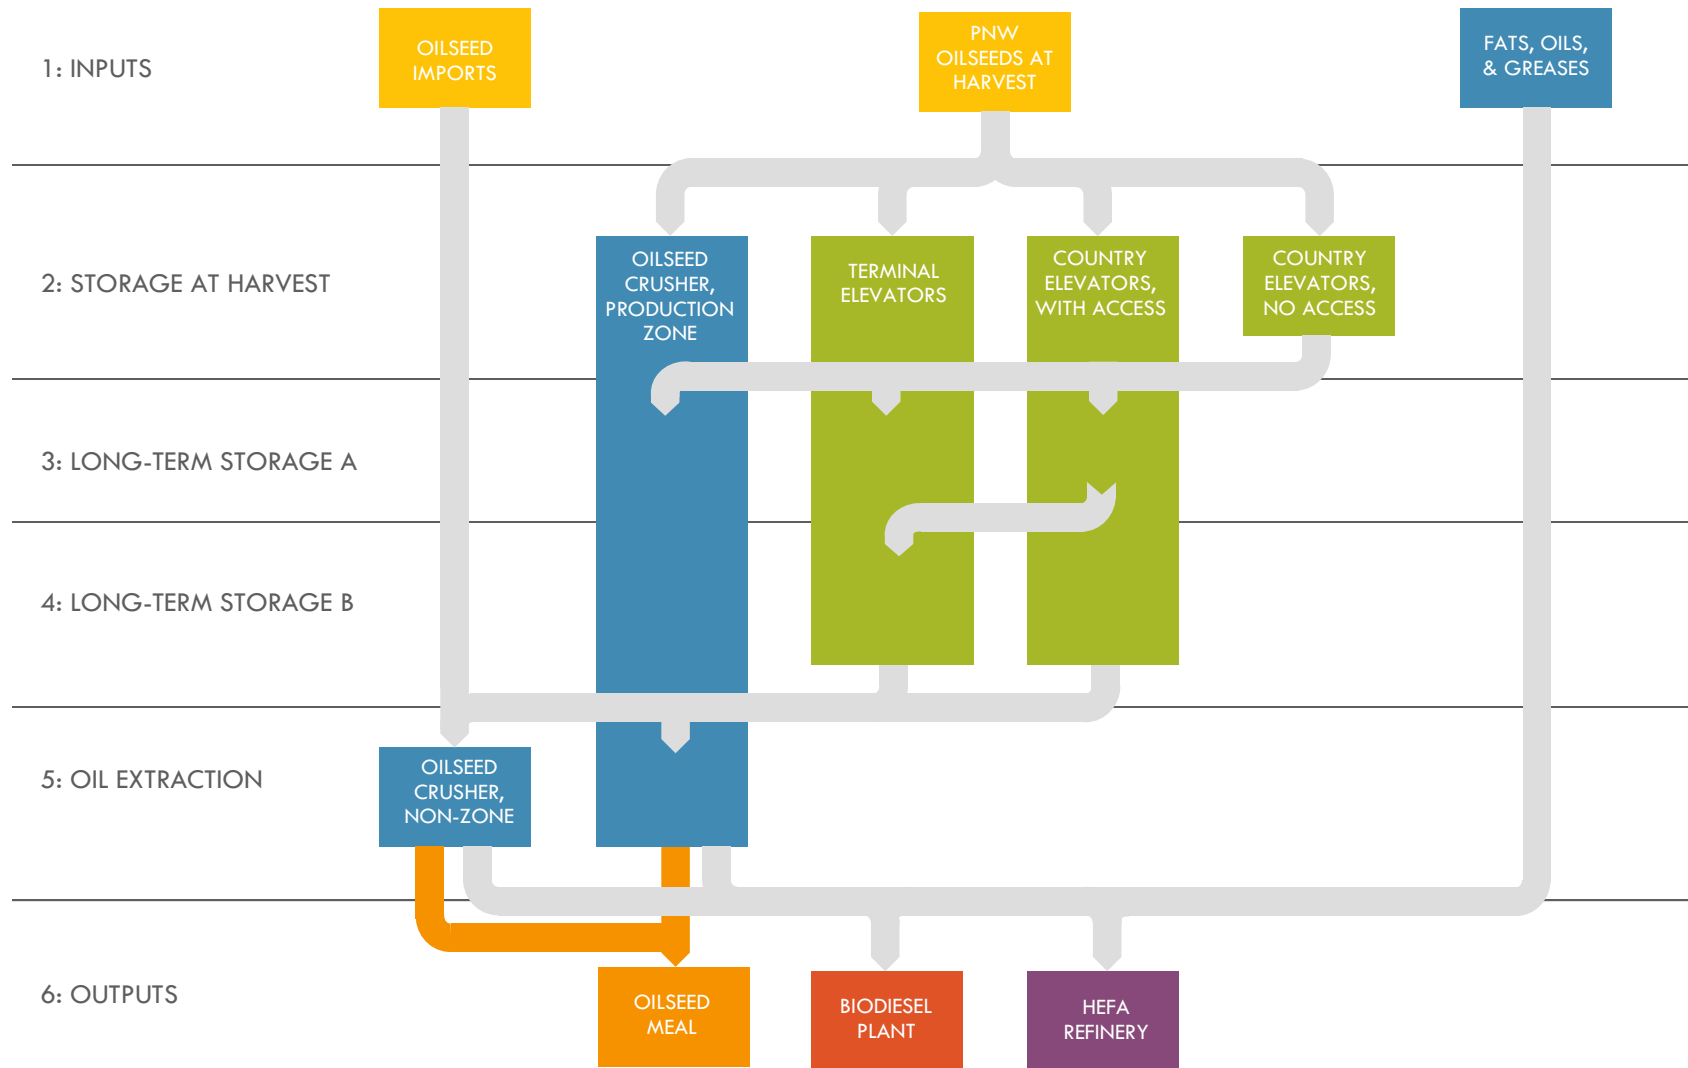 1: INPUTS
OILSEED
IMPORTS
PNW
OILSEEDS AT
HARVEST
FATS, OILS,
& GREASES
2: STORAGE AT HARVEST
OILSEED
CRUSHER,
PRODUCTION
ZONE
TERMINAL
ELEVATORS
COUNTRY
ELEVATORS,
WITH ACCESS
COUNTRY
ELEVATORS,
NO ACCESS
3: LONG-TERM STORAGE A
4: LONG-TERM STORAGE B
5: OIL EXTRACTION
OILSEED
CRUSHER,
NON-ZONE
6: OUTPUTS
OILSEED
MEAL
BIODIESEL
PLANT
HEFA
REFINERY